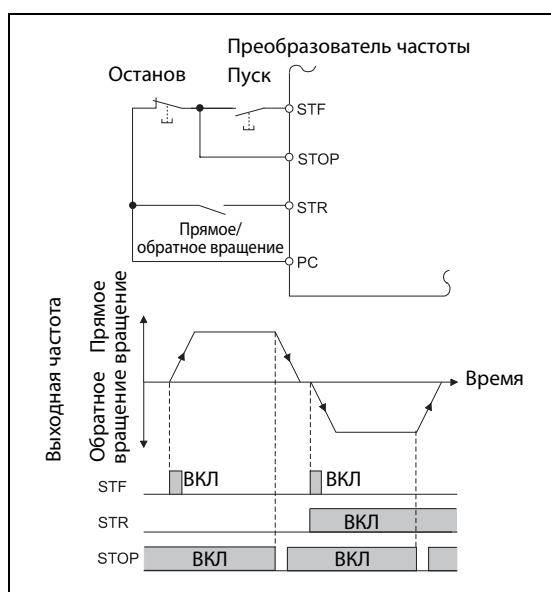 Преобразователь частоты
Останов
Пуск
STF
STOP
STR
Прямое/
обратное вращение
PC
Выходная частота
Обратное Прямое
вращение вращение
Время
STF
ВКЛ
ВКЛ
STR
ВКЛ
STOP
ВКЛ
ВКЛ